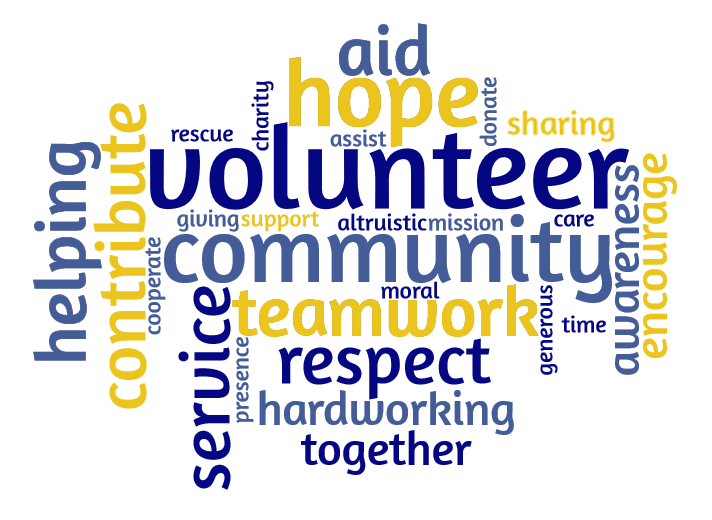 aid
hope
charity
donate
rescue
assist
sharing
volunteer
helping
contribute
giving
support
altruistic
mission
care
awareness
encourage
community
cooperate
moral
generous
time
teamwork
service
presence
respect
hardworking
together